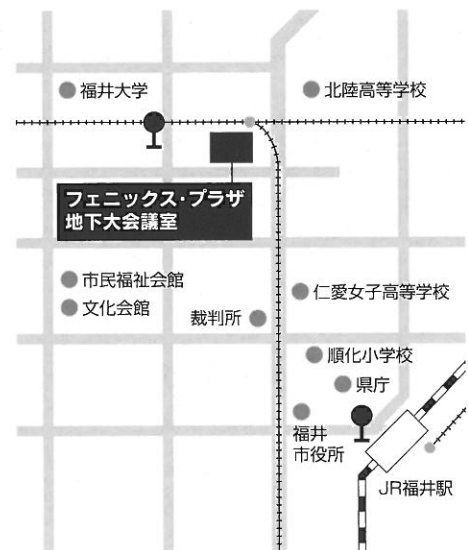 福井大学
北陸高等学校
フェニックス・プラザ
地下大会議室
市民福祉会館
文化会館
仁愛女子高等学校
裁判所
順化小学校
県庁
福井
市役所
JR福井駅